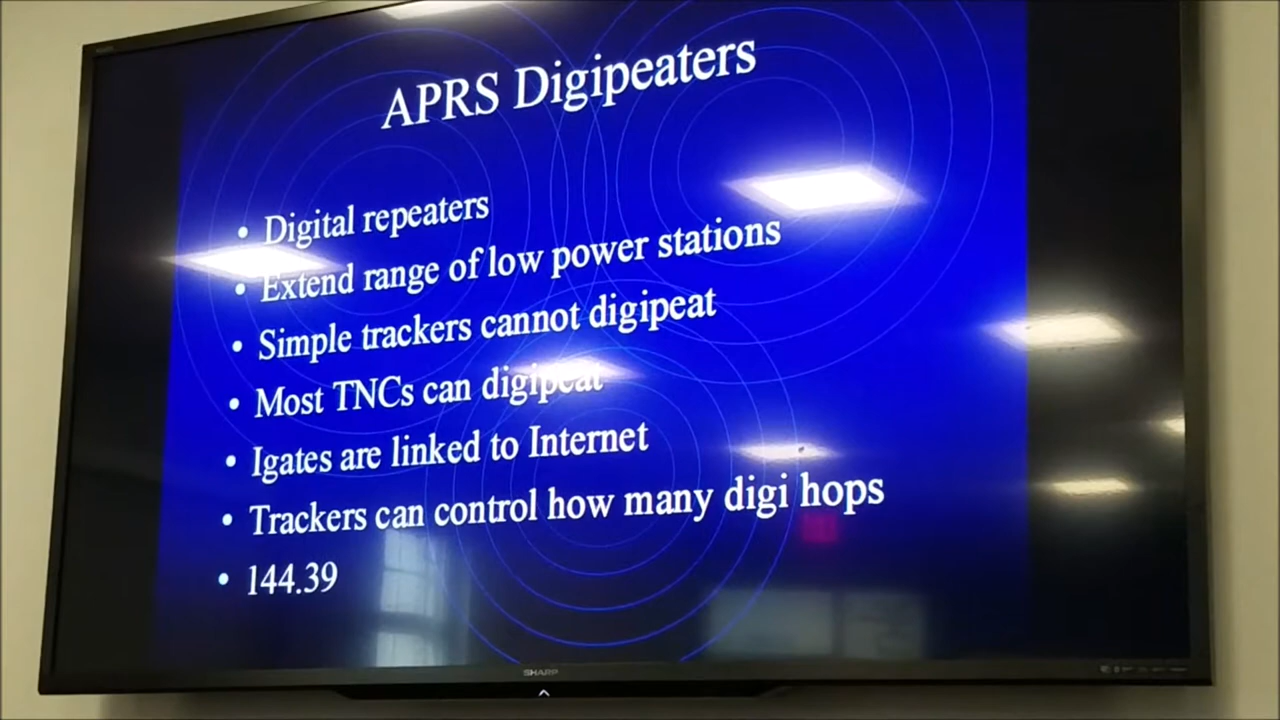 APRS Digipeaters
• Digital repeaters
• Extend range of low power stations
• Simple trackers cannot digipeat
• Most TNCs can digipeat
• Igates are linked to Internet
• Trackers can control how many digi hops
• 144.39
SHARP